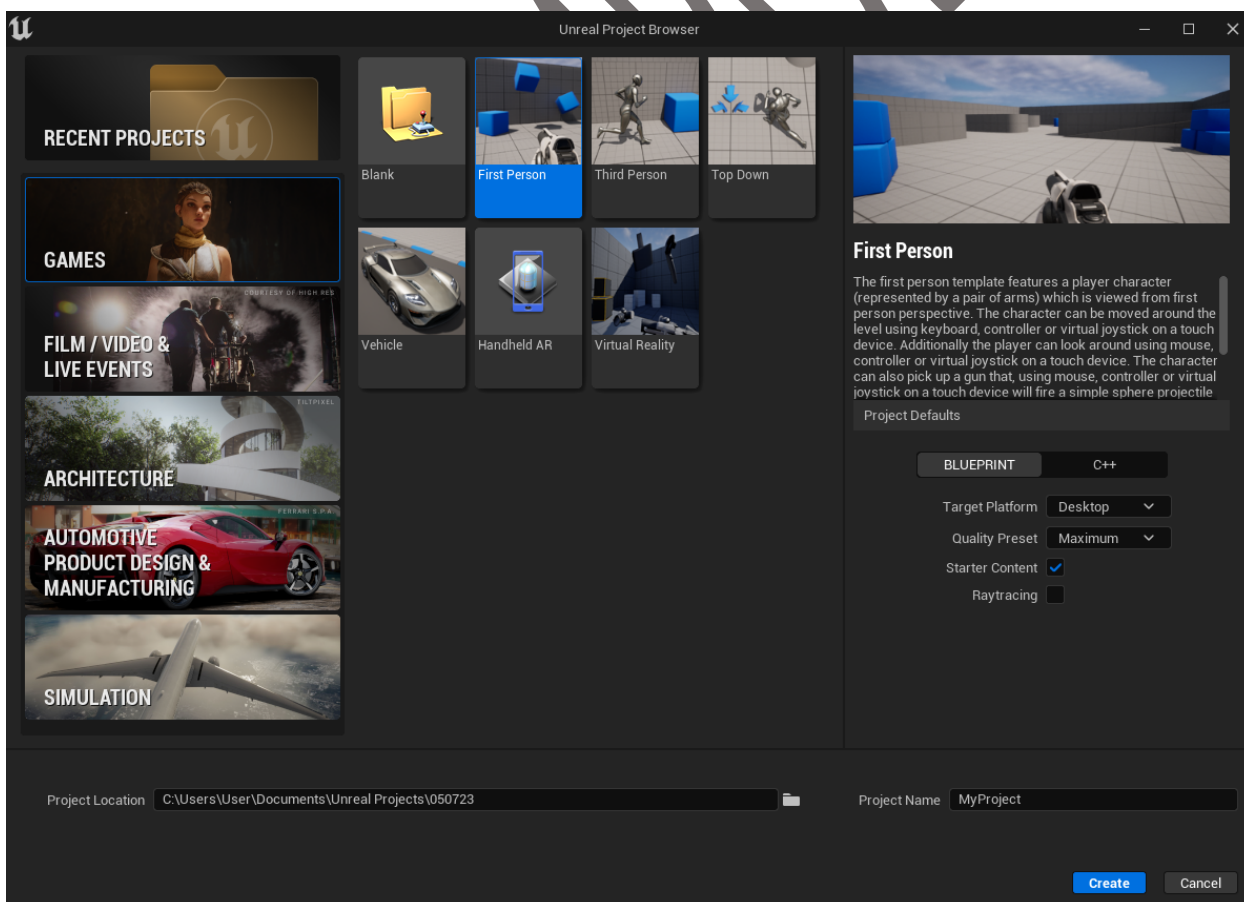 Unreal Project Browser
RECENT PROJECTS
GAMES
COURTESY OF HIGH RES
FILM / VIDEO &
LIVE EVENTS
TILTPIXEL
ARCHITECTURE
FERRARI S.P.A.
AUTOMOTIVE
PRODUCT DESIGN &
MANUFACTURING
SIMULATION
Blank
First Person
Third Person
Top Down
Vehicle
Handheld AR
Virtual Reality
First Person
The first person template features a player character
(represented by a pair of arms) which is viewed from first
person perspective. The character can be moved around the
level using keyboard, controller or virtual joystick on a touch
device. Additionally the player can look around using mouse,
controller or virtual joystick on a touch device. The character
can also pick up a gun that, using mouse, controller or virtual
joystick on a touch device will fire a simple sphere projectile
Project Defaults
BLUEPRINT C++
Target Platform Desktop
Quality Preset Maximum
Starter Content
Raytracing
Project Location C:\Users\User\Documents\Unreal Projects\050723
Project Name MyProject
Create Cancel